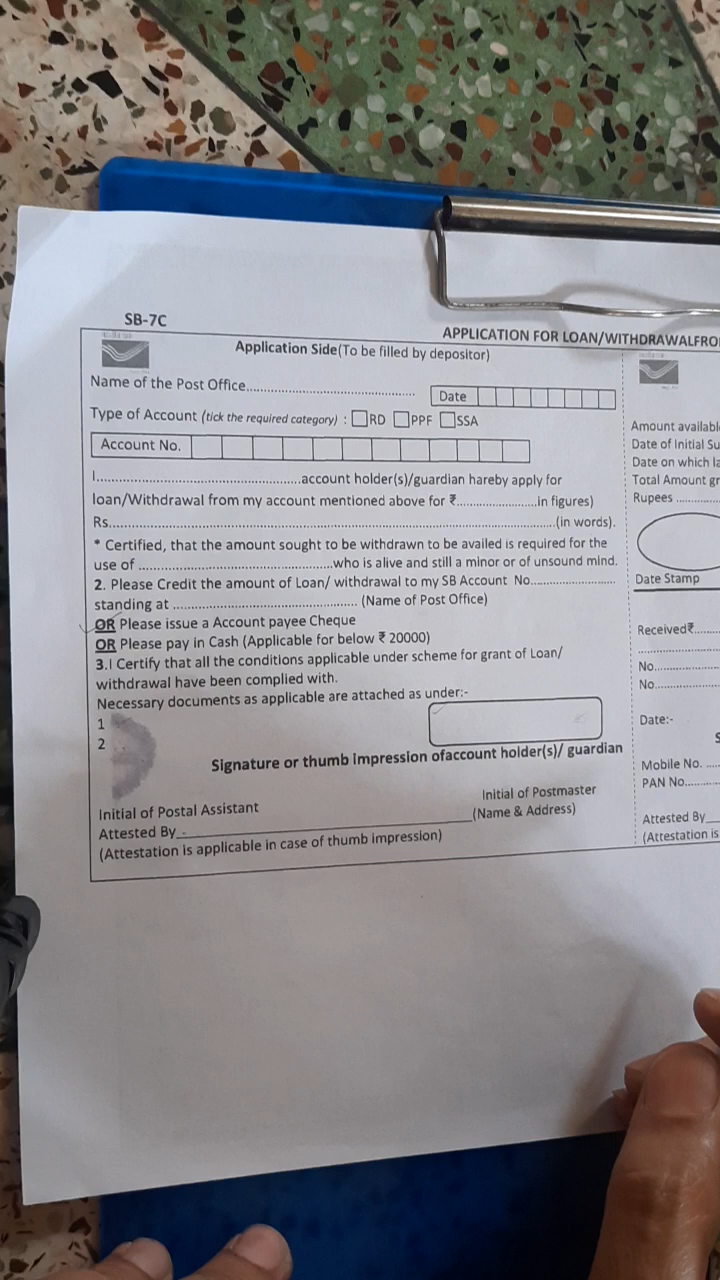 SB-7C
APPLICATION FOR LOAN/WITHDRAWALFRO
Application Side(To be filled by depositor)
Name of the Post Office.......................................................
Date
Type of Account (tick the required category) : RD PPF SSA
Account No.
I....................................................account holder(s)/guardian hereby apply for
loan/Withdrawal from my account mentioned above for ₹........................in figures)
Rs.............................................................................................................................(in words).
* Certified, that the amount sought to be withdrawn to be availed is required for the
use of ................................................who is alive and still a minor or of unsound mind.
2. Please Credit the amount of Loan/ withdrawal to my SB Account No..........................
standing at .............................................. (Name of Post Office)
OR Please issue a Account payee Cheque
OR Please pay in Cash (Applicable for below ₹ 20000)
3.I Certify that all the conditions applicable under scheme for grant of Loan/
withdrawal have been complied with.
Necessary documents as applicable are attached as under:-
1
2
Signature or thumb impression ofaccount holder(s)/ guardian
Initial of Postal Assistant
Initial of Postmaster
Attested By_-____________________________(Name & Address)
(Attestation is applicable in case of thumb impression)
Amount availabl
Date of Initial Su
Date on which la
Total Amount gr
Rupees ............
Date Stamp
Received₹.......
........................
No....................
No....................
Date:-
S
Mobile No. ....
PAN No...........
Attested By__
(Attestation is